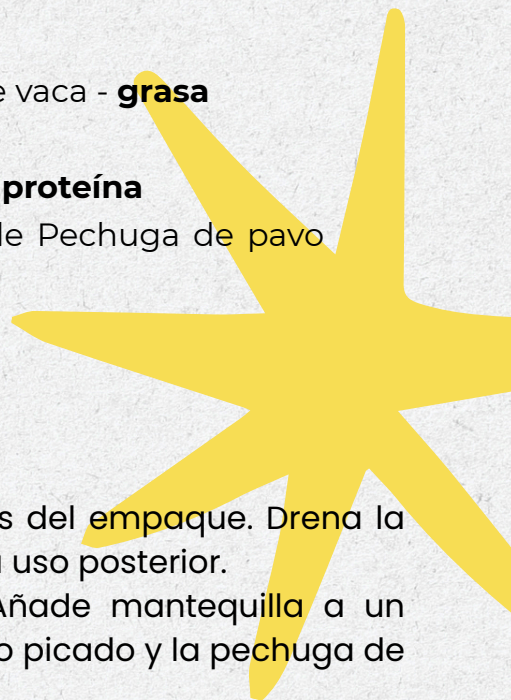 vaca - grasa
proteína
de Pechuga de pavo
s del empaque. Drena la
uso posterior.
Añade mantequilla a un
o picado y la pechuga de